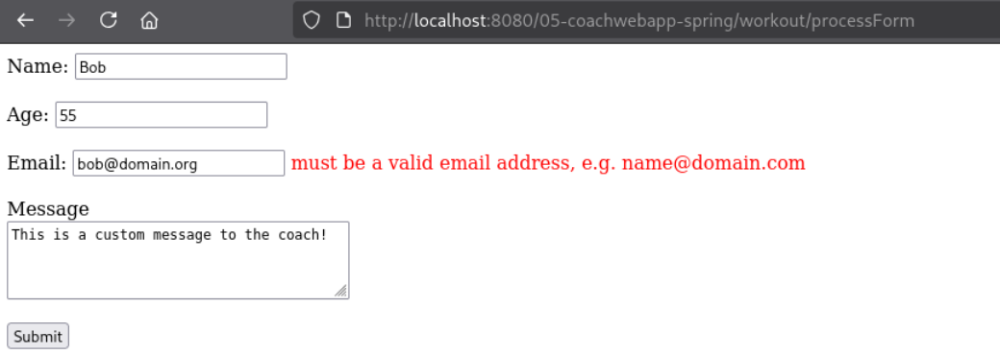 http://localhost:8080/05-coachwebapp-spring/workout/processForm
Name: Bob
Age: 55
Email: bob@domain.org must be a valid email address, e.g. name@domain.com
Message
This is a custom message to the coach!
Submit